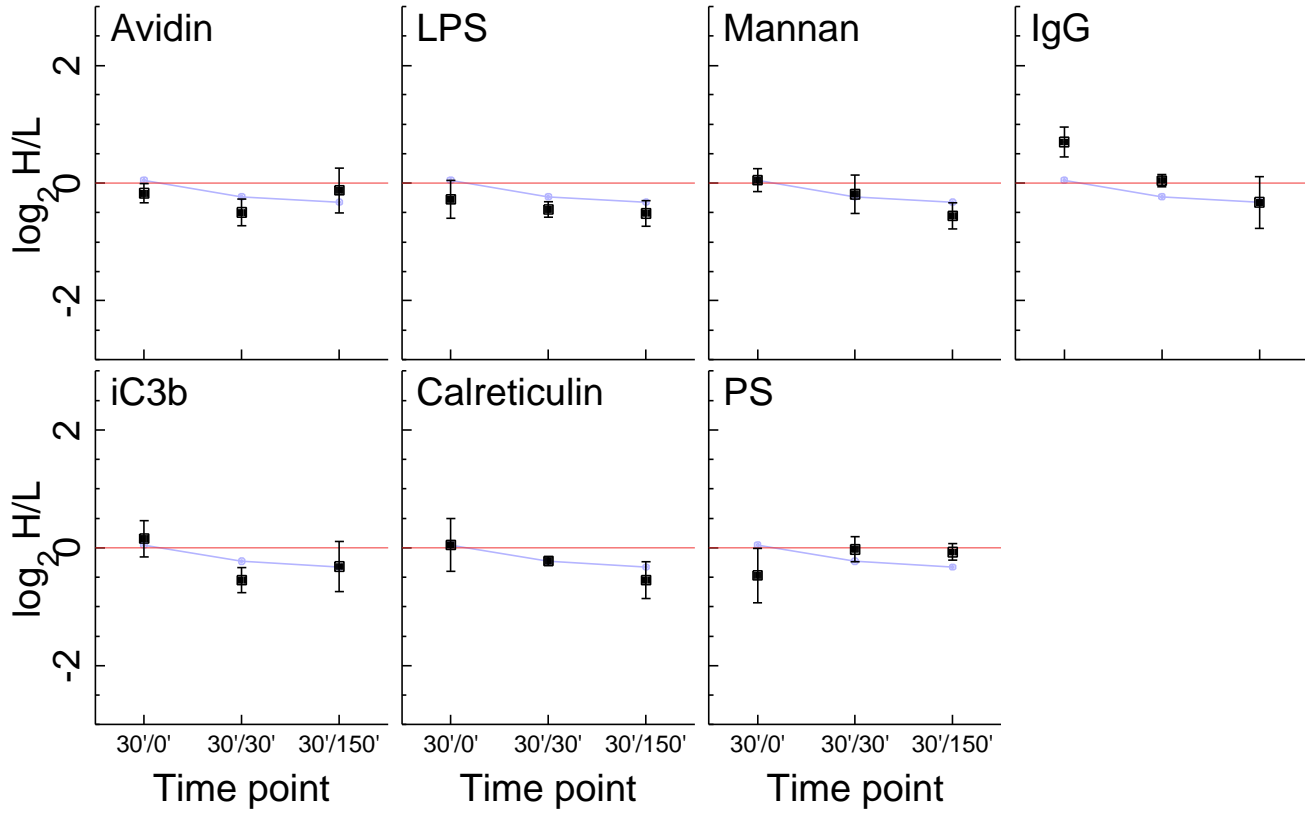 Avidin
LPS
Mannan
IgG
2
0
-2
log2 H/L
iC3b
Calreticulin
PS
2
0
-2
log2 H/L
30'/0' 30'/30' 30'/150'
30'/0' 30'/30' 30'/150'
30'/0' 30'/30' 30'/150'
Time point
Time point
Time point